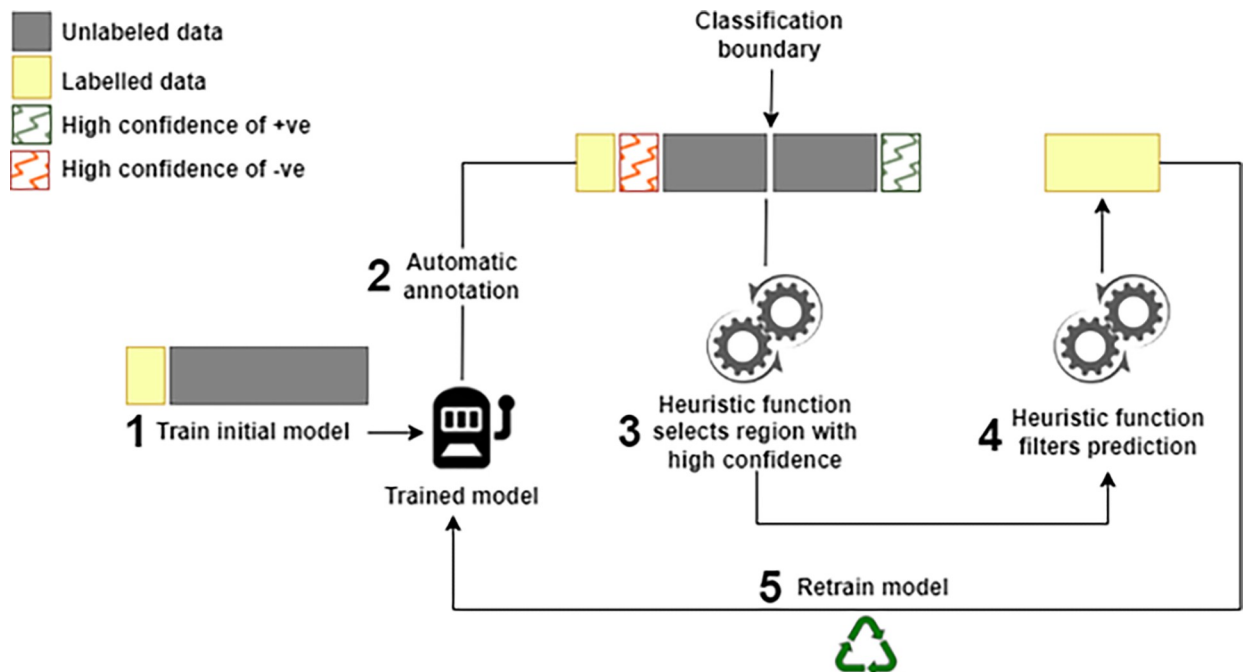 Unlabeled data
Labelled data
High confidence of +ve
High confidence of -ve
Classification
boundary
2 Automatic
annotation
1 Train initial model
Trained model
3 Heuristic function
selects region with
high confidence
4 Heuristic function
filters prediction
5 Retrain model